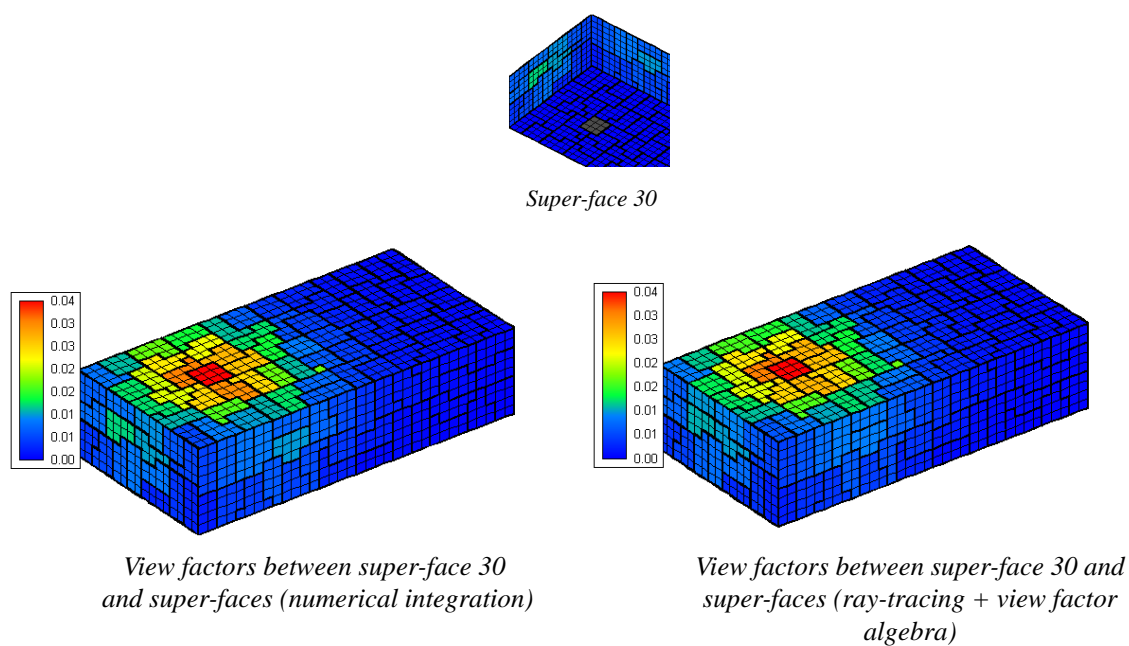 Super-face 30
0.04
0.03
0.03
0.02
0.02
0.01
0.01
0.00
0.04
0.03
0.03
0.02
0.02
0.01
0.01
0.00
View factors between super-face 30
and super-faces (numerical integration)
View factors between super-face 30 and
super-faces (ray-tracing + view factor
algebra)